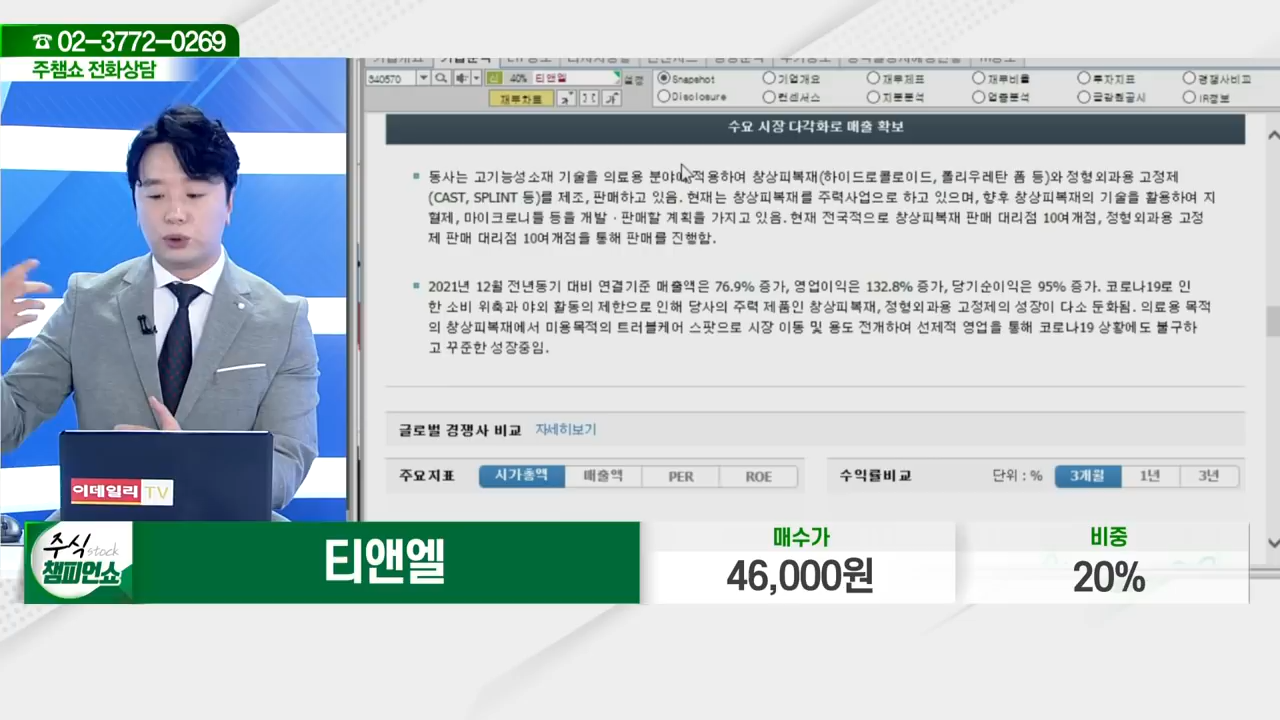 ☎ 02-3772-0269
주챔쇼 전화상담
340570
신 40% 티앤엘
설정
Snapshot 기업개요 재무제표 재무비율 투자지표 경쟁사비교
재무차트
Disclosure 컨센서스 지분분석 업종분석 금감원공시 IR정보
수요 시장 다각화로 매출 확보
동사는 고기능성소재 기술을 의료용 분야에 적용하여 창상피복재(하이드로콜로이드, 폴리우레탄 폼 등)와 정형외과용 고정제
(CAST, SPLINT 등)를 제조, 판매하고 있음. 현재는 창상피복재를 주력사업으로 하고 있으며, 향후 창상피복재의 기술을 활용하여 지
혈제, 마이크로니들 등을 개발 · 판매할 계획을 가지고 있음. 현재 전국적으로 창상피복재 판매 대리점 10여개점, 정형외과용 고정
제 판매 대리점 10여개점을 통해 판매를 진행함.
2021년 12월 전년동기 대비 연결기준 매출액은 76.9% 증가, 영업이익은 132.8% 증가, 당기순이익은 95% 증가. 코로나19로 인
한 소비 위축과 야외 활동의 제한으로 인해 당사의 주력 제품인 창상피복재, 정형외과용 고정제의 성장이 다소 둔화됨. 의료용 목적
의 창상피복재에서 미용목적의 트러블케어 스팟으로 시장 이동 및 용도 전개하여 선제적 영업을 통해 코로나19 상황에도 불구하
고 꾸준한 성장중임.
글로벌 경쟁사 비교 자세히보기
주요지표 시가총액 매출액 PER ROE
수익률비교 단위 : % 3개월 1년 3년
이데일리 TV
주식 stock
챔피언쇼
티앤엘
매수가
46,000원
비중
20%